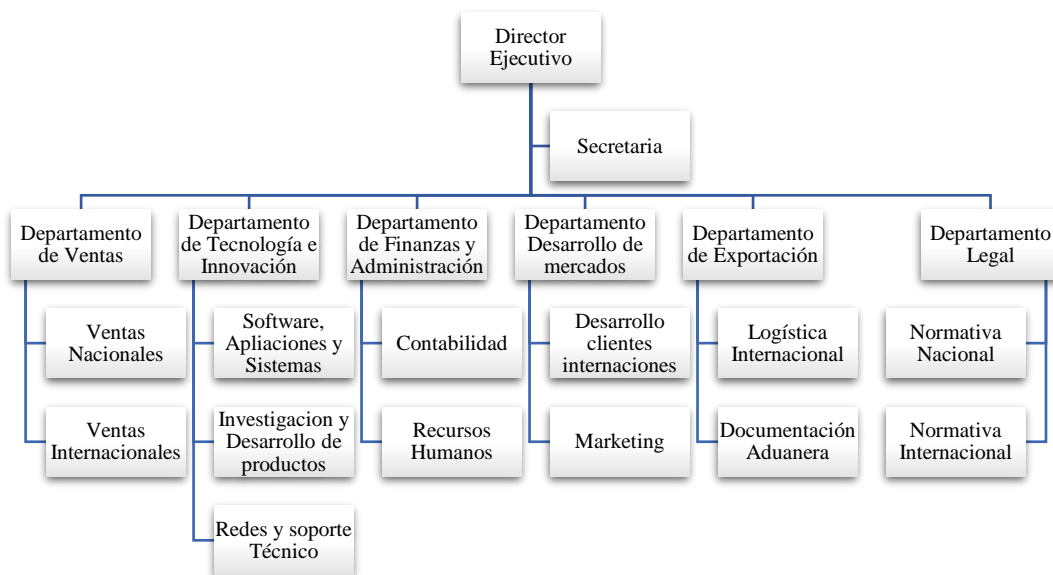 Director
Ejecutivo
Secretaria
Departamento
de Ventas
Departamento
de Tecnología e
Innovación
Departamento
de Finanzas y
Administración
Departamento
Desarrollo de
mercados
Departamento
de Exportación
Departamento
Legal
Ventas
Nacionales
Software,
Apliaciones y
Sistemas
Contabilidad
Desarrollo
clientes
internaciones
Logística
Internacional
Normativa
Nacional
Ventas
Internacionales
Investigacion y
Desarrollo de
productos
Recursos
Humanos
Marketing
Documentación
Aduanera
Normativa
Internacional
Redes y soporte
Técnico